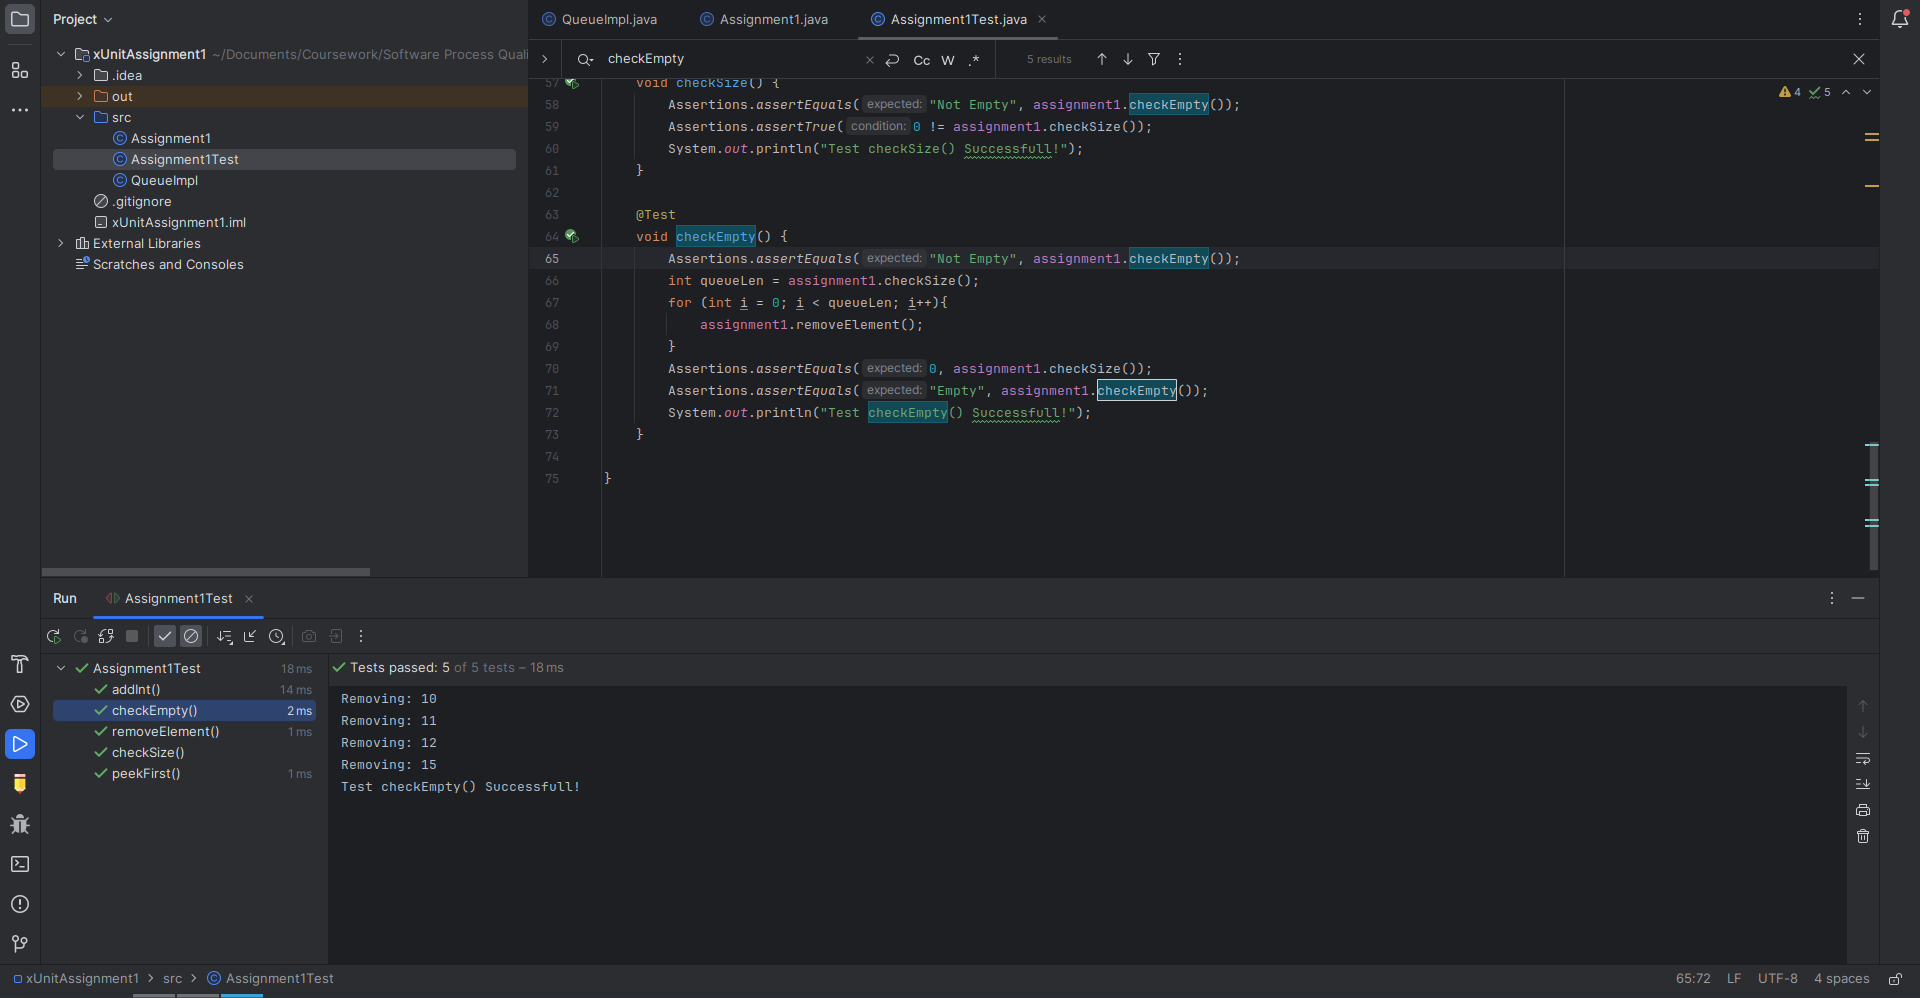 Project
QueueImpl.java
Assignment1.java
Assignment1Test.java
checkEmpty
Cc
W
.*
5 results
xUnitAssignment1 ~/Documents/Coursework/Software Process Quali
.idea
out
src
Assignment1
Assignment1Test
QueueImpl
.gitignore
xUnitAssignment1.iml
External Libraries
Scratches and Consoles
4
5
57 void checkSize() {
58 Assertions.assertEquals( expected: "Not Empty", assignment1.checkEmpty());
59 Assertions.assertTrue( condition: 0 != assignment1.checkSize());
60 System.out.println("Test checkSize() Successfull!");
61 }
62
63 @Test
64 void checkEmpty() {
65 Assertions.assertEquals( expected: "Not Empty", assignment1.checkEmpty());
66 int queueLen = assignment1.checkSize();
67 for (int i = 0; i < queueLen; i++){
68 assignment1.removeElement();
69 }
70 Assertions.assertEquals( expected: 0, assignment1.checkSize());
71 Assertions.assertEquals( expected: "Empty", assignment1.checkEmpty());
72 System.out.println("Test checkEmpty() Successfull!");
73 }
74
75 }
Run
Assignment1Test
Assignment1Test 18 ms
addInt() 14 ms
checkEmpty() 2 ms
removeElement() 1 ms
checkSize()
peekFirst() 1 ms
Tests passed: 5 of 5 tests – 18 ms
Removing: 10
Removing: 11
Removing: 12
Removing: 15
Test checkEmpty() Successfull!
xUnitAssignment1 > src > Assignment1Test
65:72 LF UTF-8 4 spaces